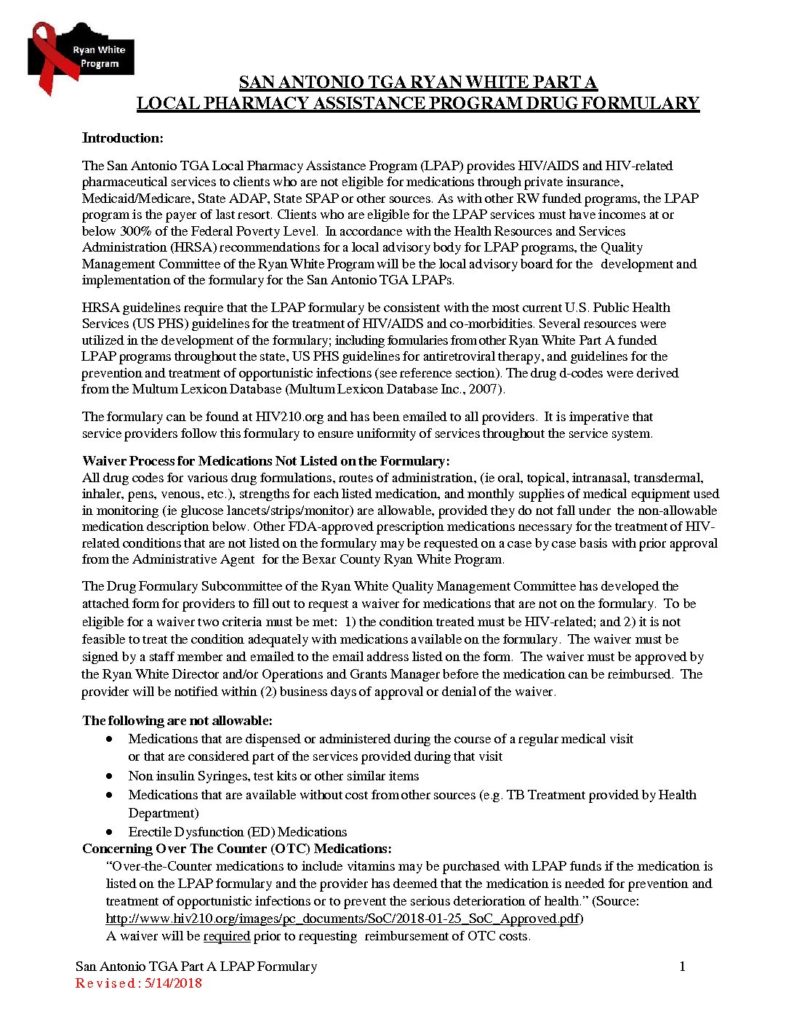 Ryan White
Program
SAN ANTONIO TGA RYAN WHITE PART A
LOCAL PHARMACY ASSISTANCE PROGRAM DRUG FORMULARY
Introduction:
The San Antonio TGA Local Pharmacy Assistance Program (LPAP) provides HIV/AIDS and HIV-related
pharmaceutical services to clients who are not eligible for medications through private insurance,
Medicaid/Medicare, State ADAP, State SPAP or other sources. As with other RW funded programs, the LPAP
program is the payer of last resort. Clients who are eligible for the LPAP services must have incomes at or
below 300% of the Federal Poverty Level. In accordance with the Health Resources and Services
Administration (HRSA) recommendations for a local advisory body for LPAP programs, the Quality
Management Committee of the Ryan White Program will be the local advisory board for the development and
implementation of the formulary for the San Antonio TGA LPAPs.
HRSA guidelines require that the LPAP formulary be consistent with the most current U.S. Public Health
Services (US PHS) guidelines for the treatment of HIV/AIDS and co-morbidities. Several resources were
utilized in the development of the formulary; including formularies from other Ryan White Part A funded
LPAP programs throughout the state, US PHS guidelines for antiretroviral therapy, and guidelines for the
prevention and treatment of opportunistic infections (see reference section). The drug d-codes were derived
from the Multum Lexicon Database (Multum Lexicon Database Inc., 2007).
The formulary can be found at HIV210.org and has been emailed to all providers. It is imperative that
service providers follow this formulary to ensure uniformity of services throughout the service system.
Waiver Process for Medications Not Listed on the Formulary:
All drug codes for various drug formulations, routes of administration, (ie oral, topical, intranasal, transdermal,
inhaler, pens, venous, etc.), strengths for each listed medication, and monthly supplies of medical equipment used
in monitoring (ie glucose lancets/strips/monitor) are allowable, provided they do not fall under the non-allowable
medication description below. Other FDA-approved prescription medications necessary for the treatment of HIV-
related conditions that are not listed on the formulary may be requested on a case by case basis with prior approval
from the Administrative Agent for the Bexar County Ryan White Program.
The Drug Formulary Subcommittee of the Ryan White Quality Management Committee has developed the
attached form for providers to fill out to request a waiver for medications that are not on the formulary. To be
eligible for a waiver two criteria must be met: 1) the condition treated must be HIV-related; and 2) it is not
feasible to treat the condition adequately with medications available on the formulary. The waiver must be
signed by a staff member and emailed to the email address listed on the form. The waiver must be approved by
the Ryan White Director and/or Operations and Grants Manager before the medication can be reimbursed. The
provider will be notified within (2) business days of approval or denial of the waiver.
The following are not allowable:
• Medications that are dispensed or administered during the course of a regular medical visit
or that are considered part of the services provided during that visit
• Non insulin Syringes, test kits or other similar items
• Medications that are available without cost from other sources (e.g. TB Treatment provided by Health
Department)
• Erectile Dysfunction (ED) Medications
Concerning Over The Counter (OTC) Medications:
“Over-the-Counter medications to include vitamins may be purchased with LPAP funds if the medication is
listed on the LPAP formulary and the provider has deemed that the medication is needed for prevention and
treatment of opportunistic infections or to prevent the serious deterioration of health.” (Source:
http://www.hiv210.org/images/pc_documents/SoC/2018-01-25_SoC_Approved.pdf)
A waiver will be required prior to requesting reimbursement of OTC costs.
San Antonio TGA Part A LPAP Formulary 1
Revised: 5/14/2018